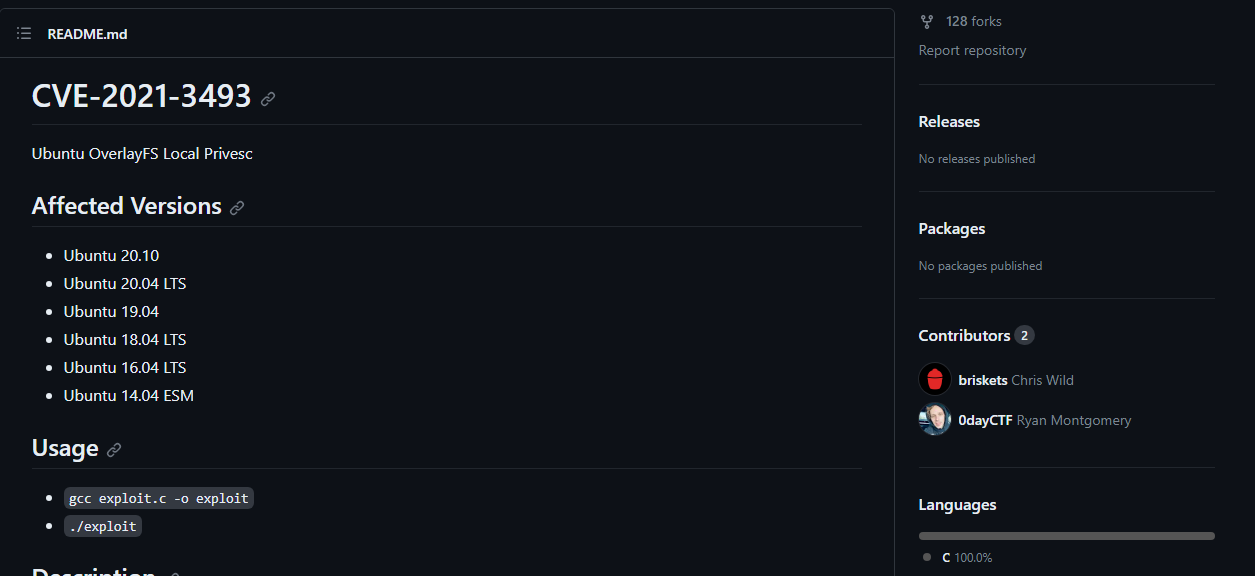 README.md
CVE-2021-3493
Ubuntu OverlayFS Local Privesc
Affected Versions
Ubuntu 20.10
Ubuntu 20.04 LTS
Ubuntu 19.04
Ubuntu 18.04 LTS
Ubuntu 16.04 LTS
Ubuntu 14.04 ESM
Usage
gcc exploit.c -o exploit
./exploit
Description
128 forks
Report repository
Releases
No releases published
Packages
No packages published
Contributors 2
briskets Chris Wild
0dayCTF Ryan Montgomery
Languages
C 100.0%